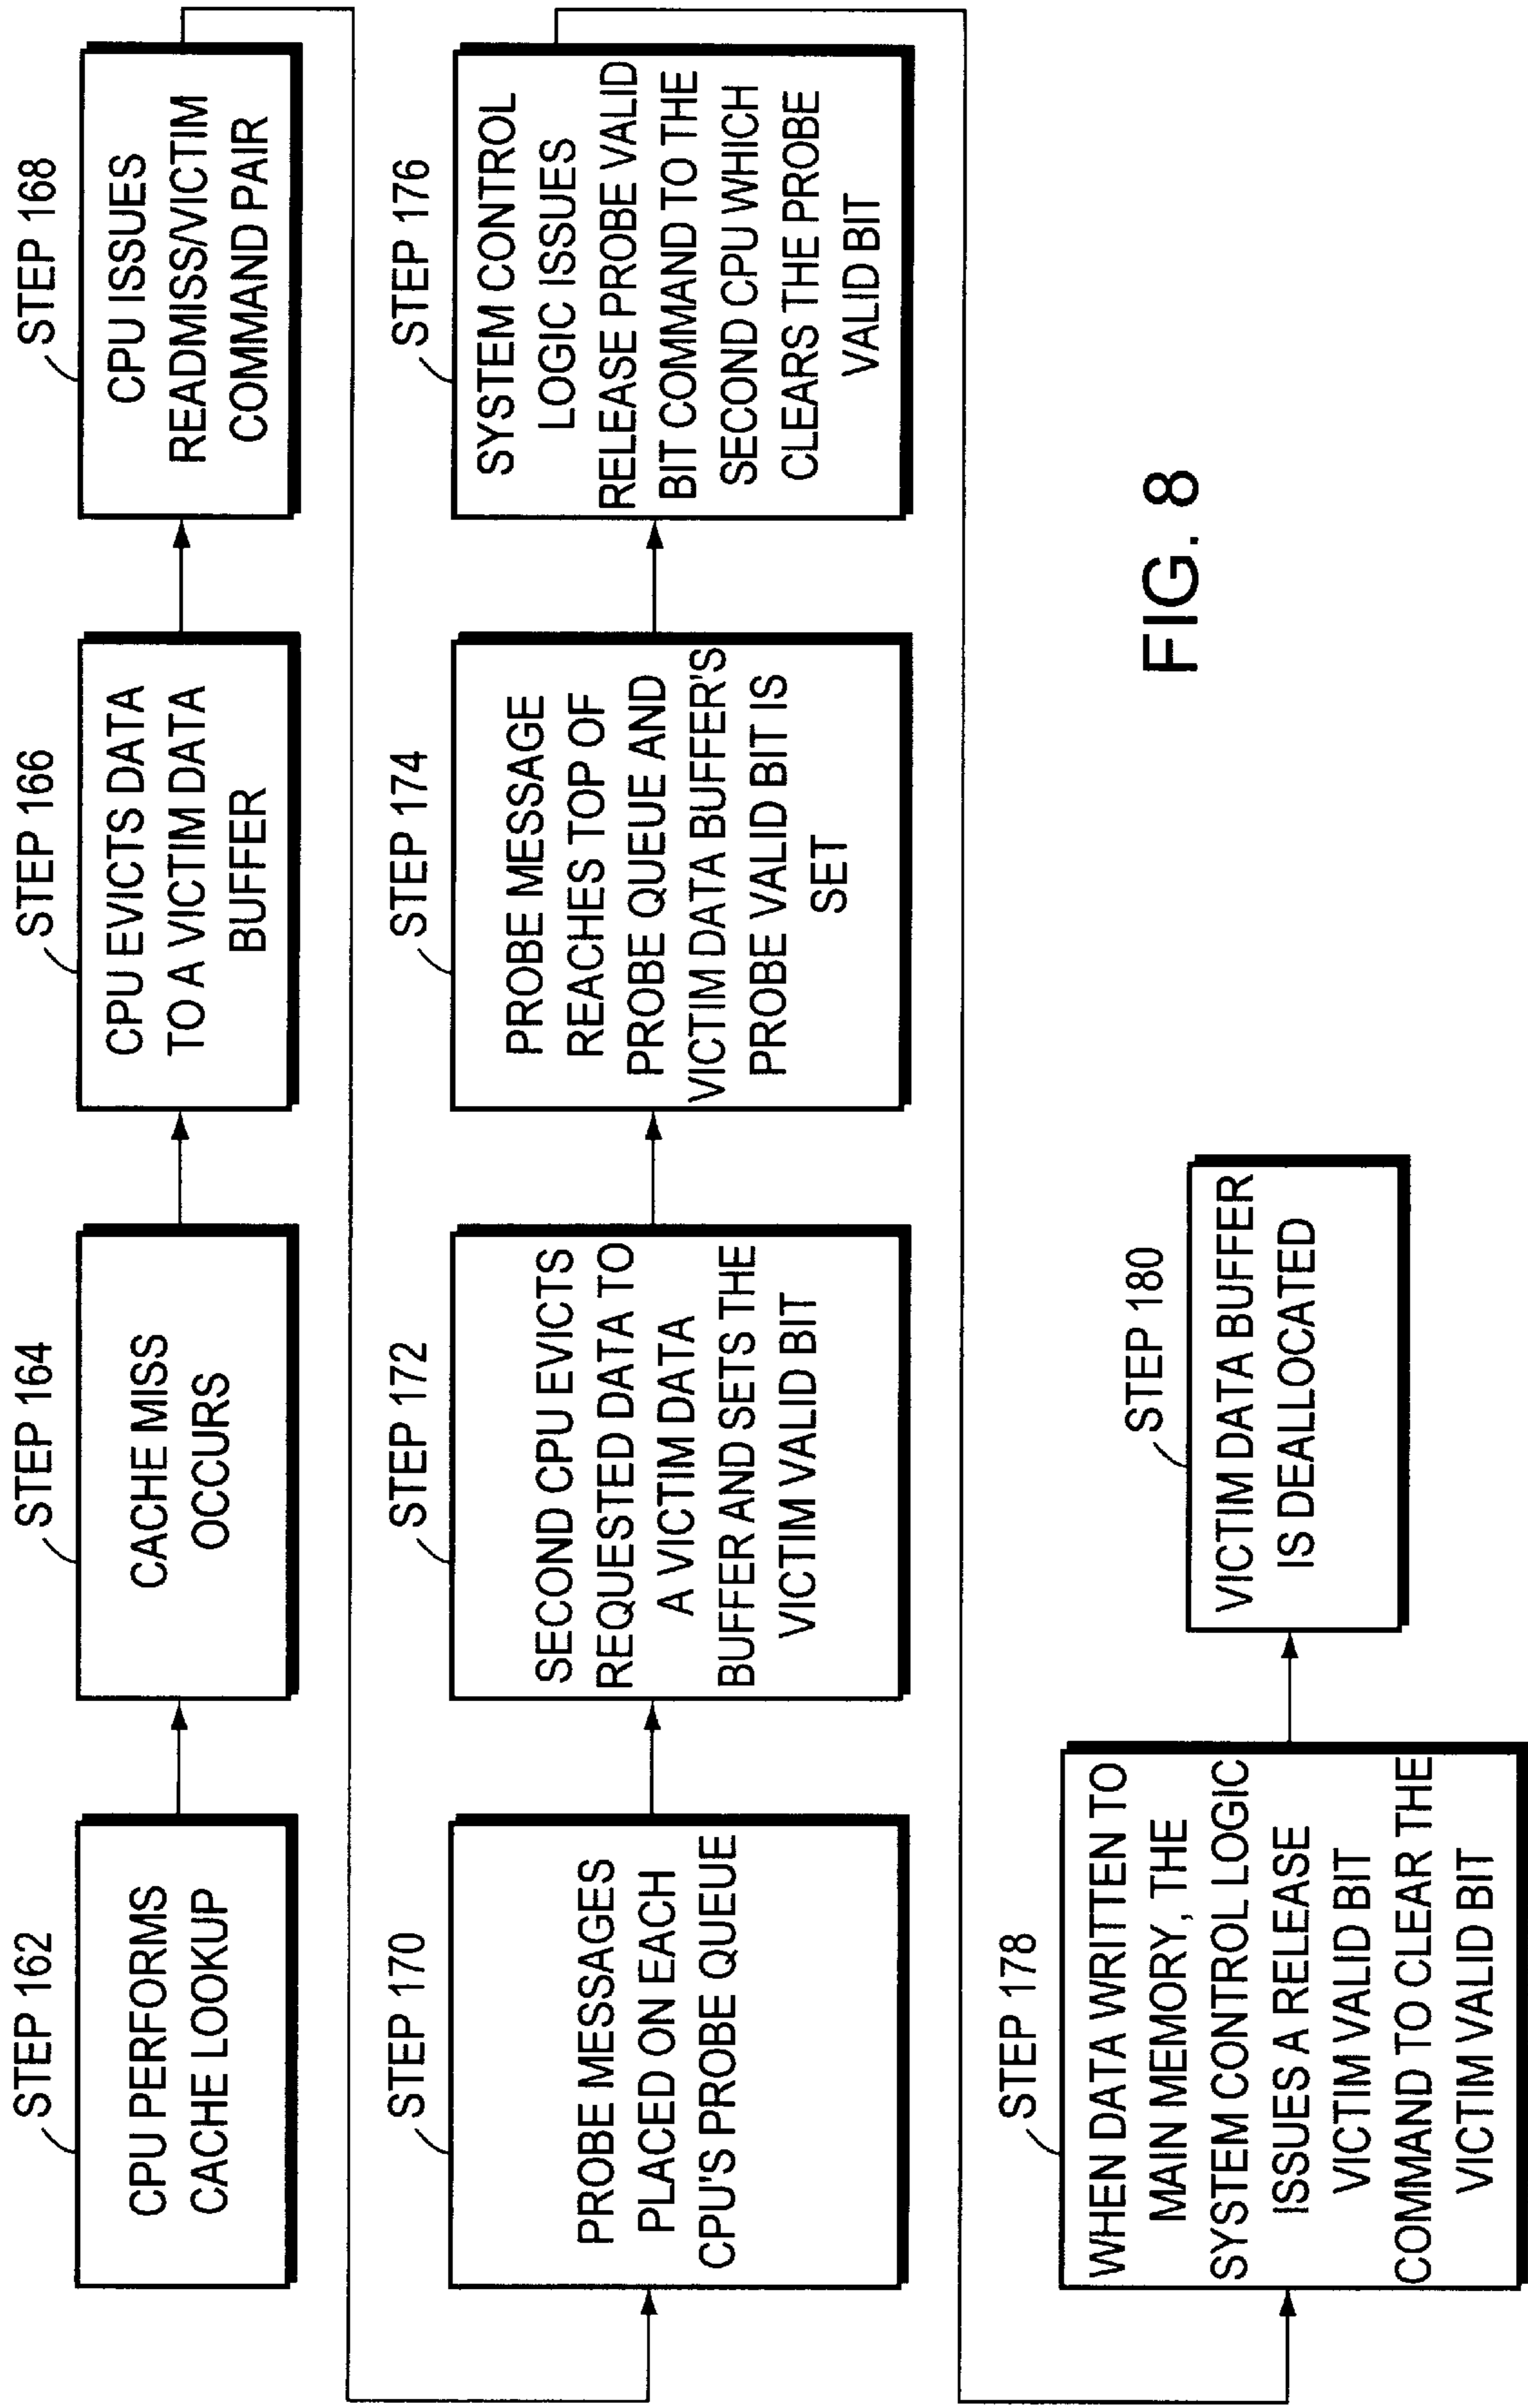 STEP 162
CPU PERFORMS
CACHE LOOKUP
STEP 164
CACHE MISS
OCCURS
STEP 166
CPU EVICTS DATA
TO A VICTIM DATA
BUFFER
STEP 168
CPU ISSUES
READMISS/VICTIM
COMMAND PAIR
STEP 170
PROBE MESSAGES
PLACED ON EACH
CPU'S PROBE QUEUE
STEP 172
SECOND CPU EVICTS
REQUESTED DATA TO
A VICTIM DATA
BUFFER AND SETS THE
VICTIM VALID BIT
STEP 174
PROBE MESSAGE
REACHES TOP OF
PROBE QUEUE AND
VICTIM DATA BUFFER'S
PROBE VALID BIT IS
SET
STEP 176
SYSTEM CONTROL
LOGIC ISSUES
RELEASE PROBE VALID
BIT COMMAND TO THE
SECOND CPU WHICH
CLEARS THE PROBE
VALID BIT
STEP 178
WHEN DATA WRITTEN TO
MAIN MEMORY, THE
SYSTEM CONTROL LOGIC
ISSUES A RELEASE
VICTIM VALID BIT
COMMAND TO CLEAR THE
VICTIM VALID BIT
STEP 180
VICTIM DATA BUFFER
IS DEALLOCATED
FIG. 8